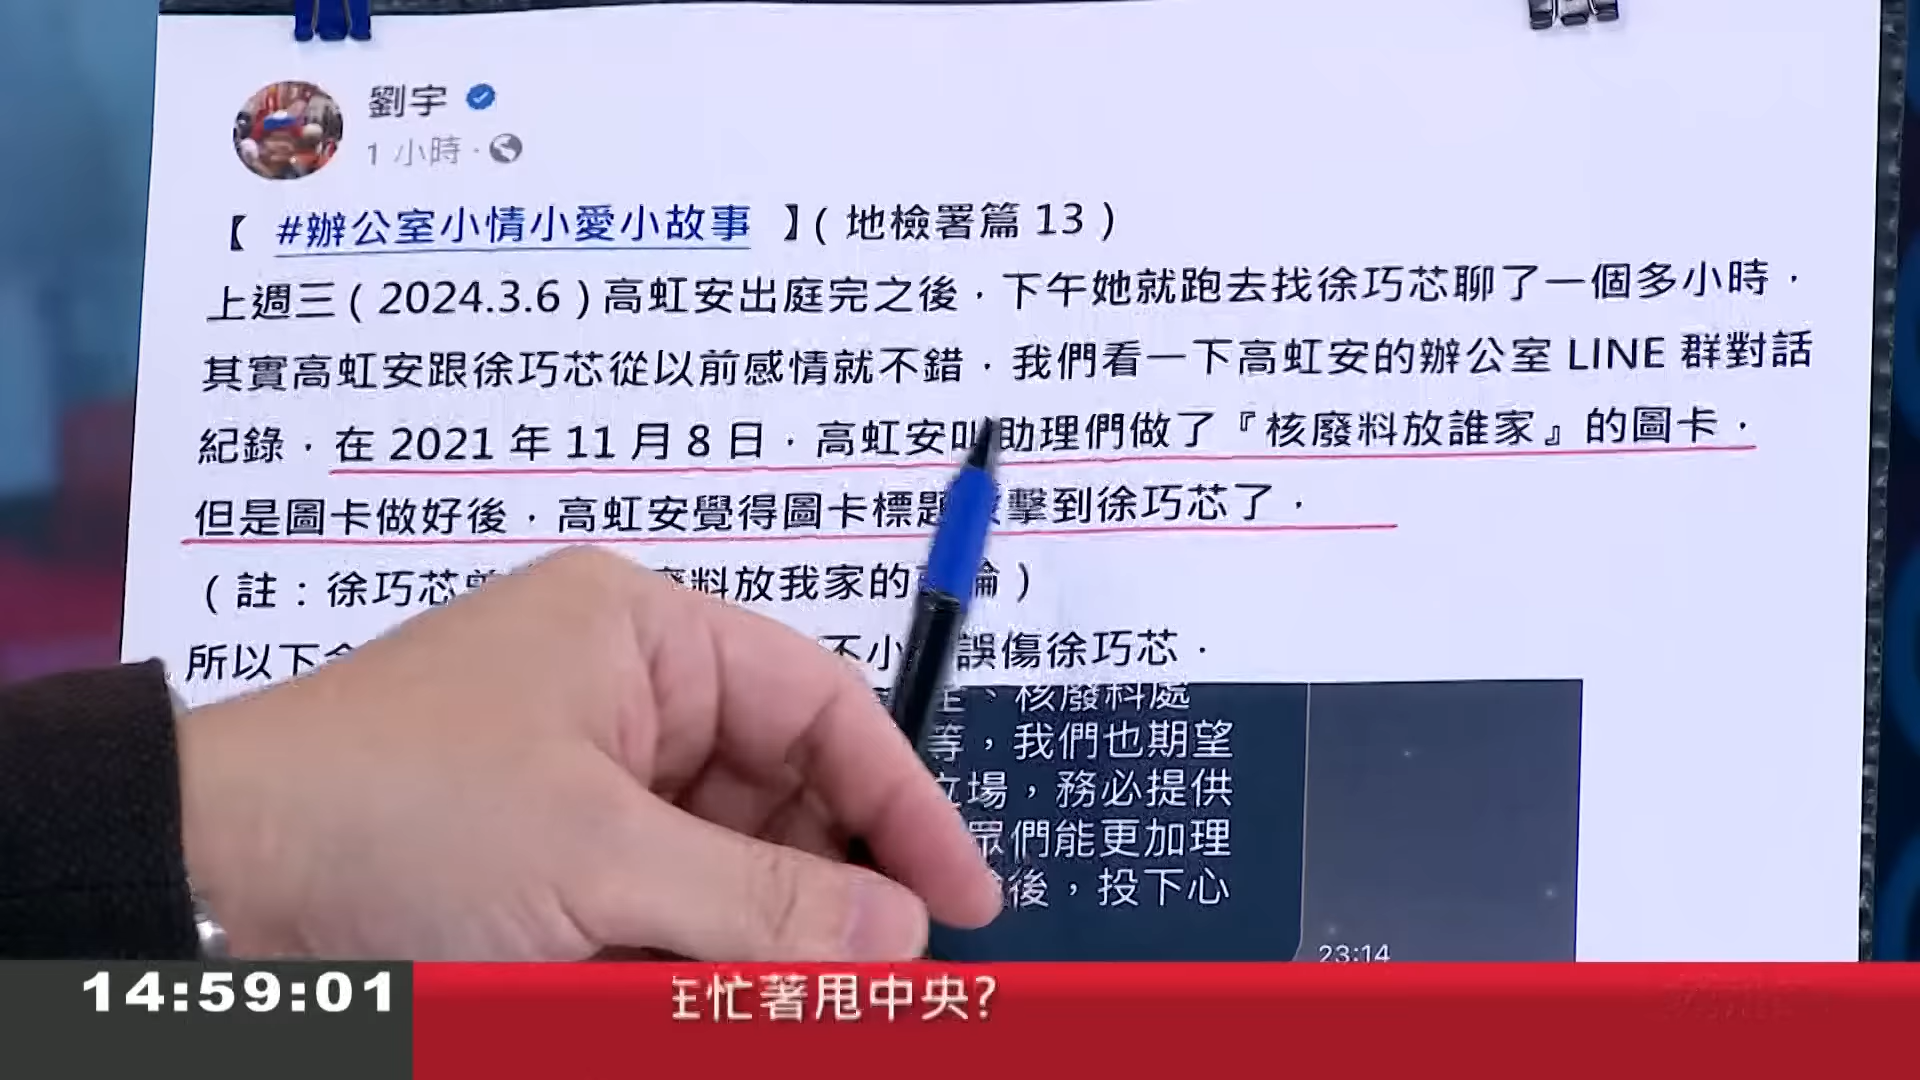 劉宇
1 小時 ·
【 #辦公室小情小愛小故事 】( 地檢署篇 13 )
上週三 ( 2024.3.6 ) 高虹安出庭完之後，下午她就跑去找徐巧芯聊了一個多小時，
其實高虹安跟徐巧芯從以前感情就不錯，我們看一下高虹安的辦公室 LINE 群對話
紀錄，在 2021 年 11 月 8 日，高虹安叫助理們做了『核廢料放誰家』的圖卡，
但是圖卡做好後，高虹安覺得圖卡標題擊到徐巧芯了，
( 註：徐巧芯 料放我家的 論 )
所以下 不小 誤傷徐巧芯．
、核廢料處
等，我們也期望
立場，務必提供
眾們能更加理
後，投下心
23:14
14:59:01
忙著甩中央?